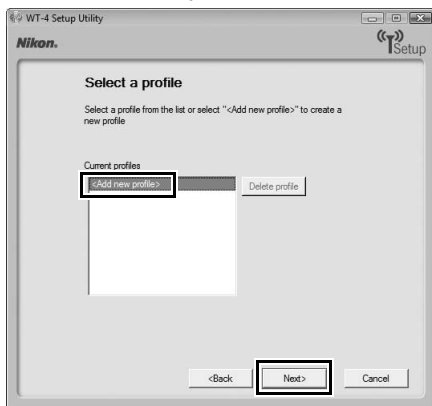 WT-4 Setup Utility
Nikon.
Setup
Select a profile
Select a profile from the list or select "<Add new profile>" to create a
new profile
Current profiles
<Add new profile>
Delete profile
<Back
Next>
Cancel